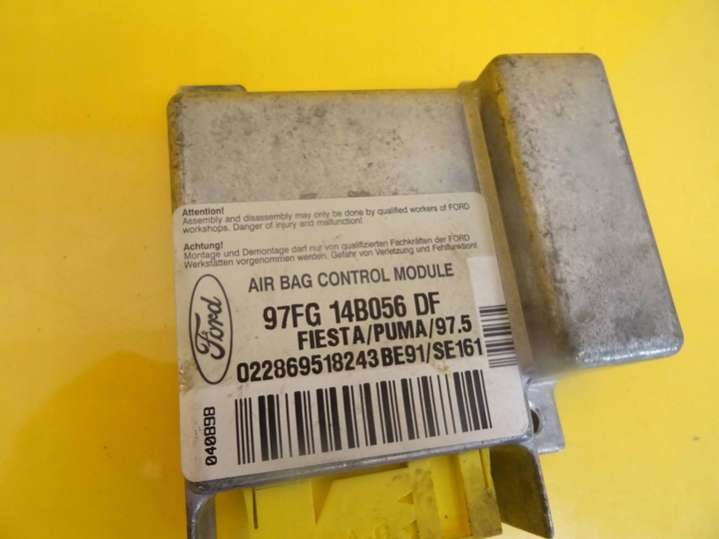 Attention!
Assembly and disassembly may only be done by qualified workers of FORD
workshops. Danger of injury and malfunction!
Achtung!
Montage und Demontage darf nur von qualifizierten Fachkräften der FORD
Werkstätten vorgenommen werden. Gefahr von Verletzung und Fehlfunktion!
AIR BAG CONTROL MODULE
Ford
97FG 14B056 DF
FIESTA/PUMA/97.5
022869518243BE91/SE161
040898